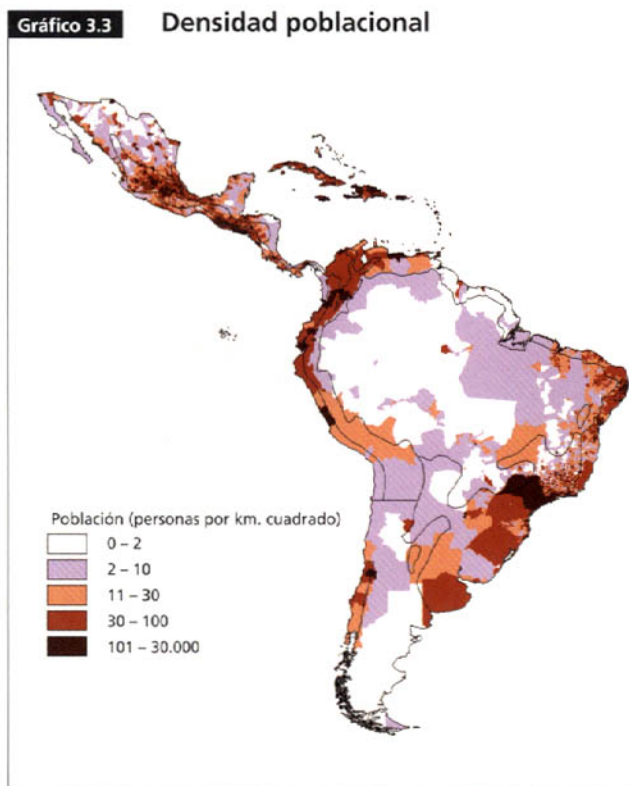 Gráfico 3.3 Densidad poblacional
Población (personas por km. cuadrado)
0 – 2
2 – 10
11 – 30
30 – 100
101 – 30.000